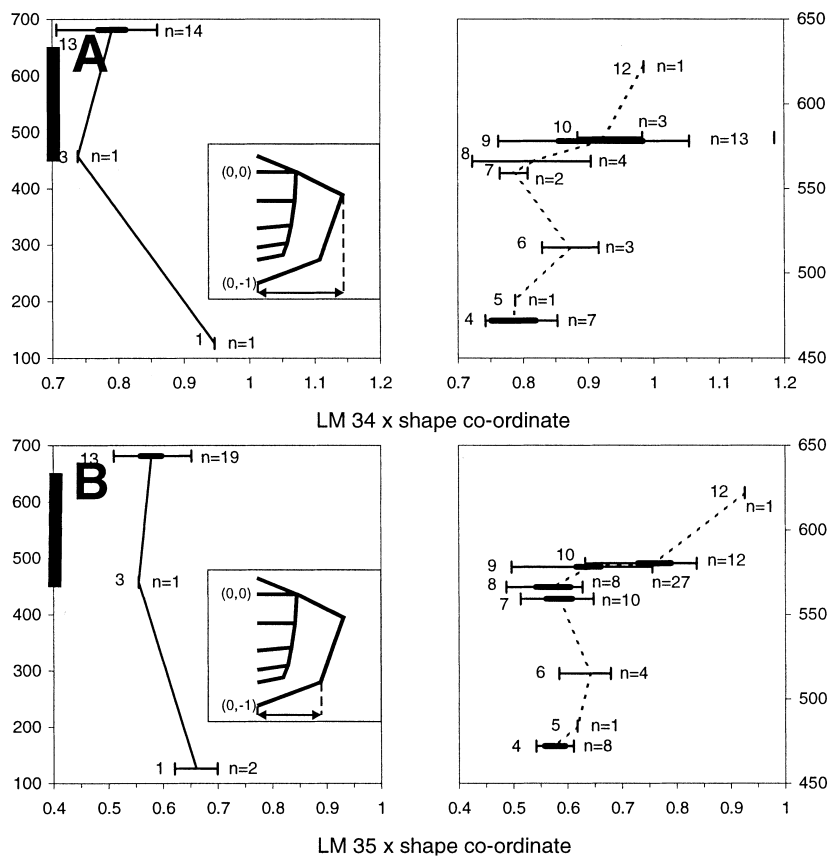 700
600
500
400
300
200
100
A
13
n=14
3
n=1
1
n=1
(0,0)
(0,-1)
0.7 0.8 0.9 1 1.1 1.2
650
600
550
500
450
12 n=1
10 n=3
9 n=13
8 n=4
7 n=2
6 n=3
5 n=1
4 n=7
0.7 0.8 0.9 1 1.1 1.2
LM 34 x shape co-ordinate
700
600
500
400
300
200
100
B
13
n=19
3
n=1
1
n=2
(0,0)
(0,-1)
0.4 0.5 0.6 0.7 0.8 0.9 1
650
600
550
500
450
12 n=1
10 n=12
9 n=27
8 n=8
7 n=10
6 n=4
5 n=1
4 n=8
0.4 0.5 0.6 0.7 0.8 0.9 1
LM 35 x shape co-ordinate